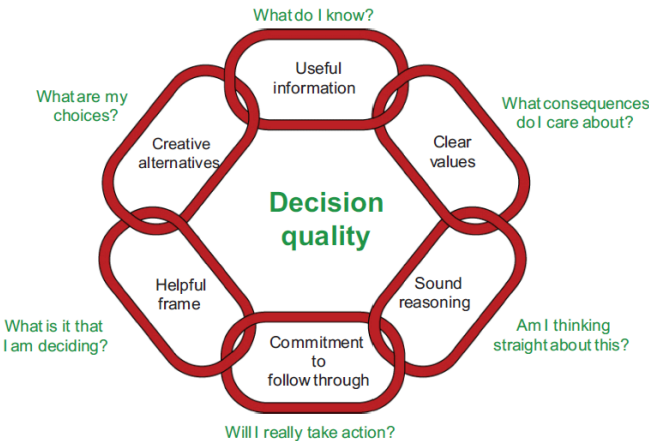 What do I know?
Useful
information
What are my
choices?
Creative
alternatives
What consequences
do I care about?
Clear
values
Decision
quality
Helpful
frame
What is it that
I am deciding?
Sound
reasoning
Am I thinking
straight about this?
Commitment
to
follow through
Will I really take action?